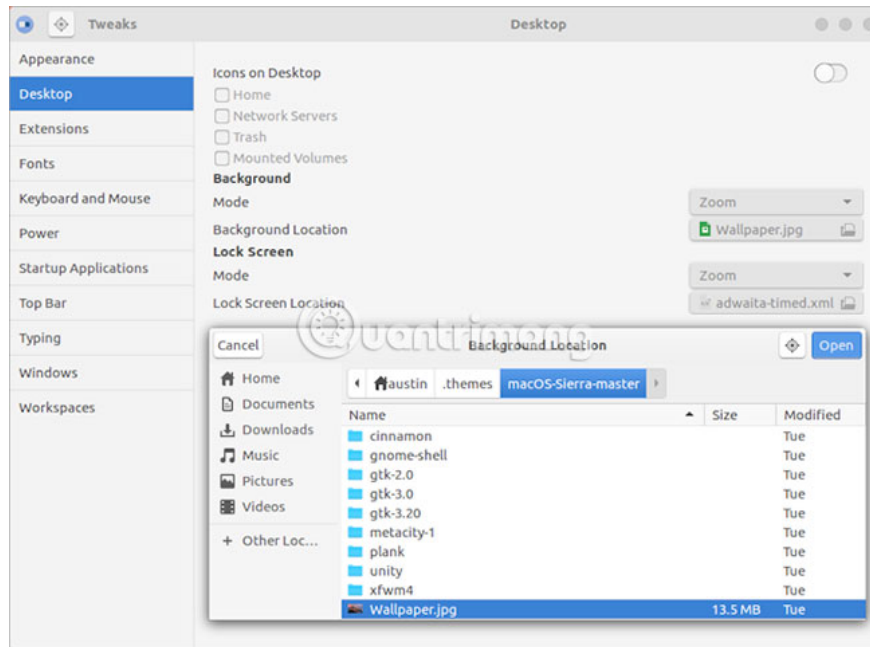 Tweaks
Desktop
Appearance
Desktop
Extensions
Fonts
Keyboard and Mouse
Power
Startup Applications
Top Bar
Typing
Windows
Workspaces
Icons on Desktop
Home
Network Servers
Trash
Mounted Volumes
Background
Mode
Zoom
Background Location
Wallpaper.jpg
Lock Screen
Mode
Zoom
Lock Screen Location
adwaita-timed.xml
Quantrimang
Cancel
Background Location
Open
Home
Documents
Downloads
Music
Pictures
Videos
+ Other Loc...
austin
.themes
macOS-Sierra-master
Name Size Modified
cinnamon Tue
gnome-shell Tue
gtk-2.0 Tue
gtk-3.0 Tue
gtk-3.20 Tue
metacity-1 Tue
plank Tue
unity Tue
xfwm4 Tue
Wallpaper.jpg 13.5 MB Tue